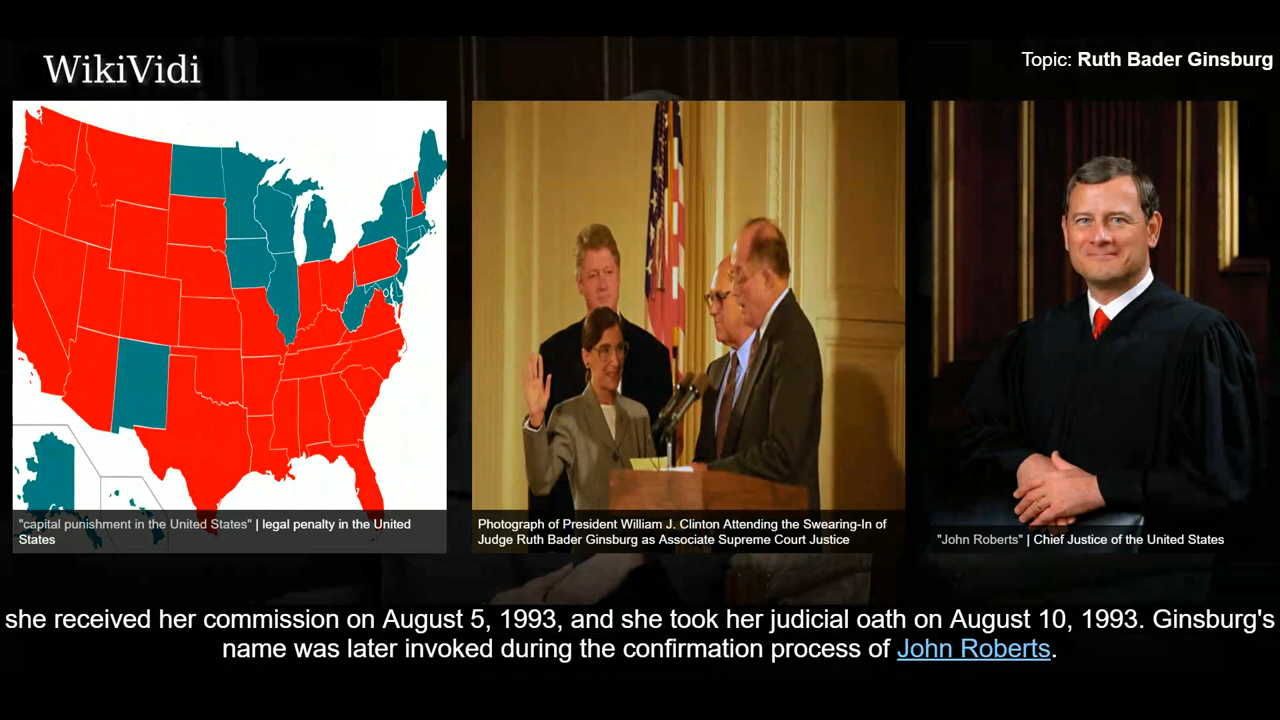 WikiVidi
Topic: Ruth Bader Ginsburg
"capital punishment in the United States" | legal penalty in the United
States
Photograph of President William J. Clinton Attending the Swearing-In of
Judge Ruth Bader Ginsburg as Associate Supreme Court Justice
"John Roberts" | Chief Justice of the United States
she received her commission on August 5, 1993, and she took her judicial oath on August 10, 1993. Ginsburg's
name was later invoked during the confirmation process of John Roberts.